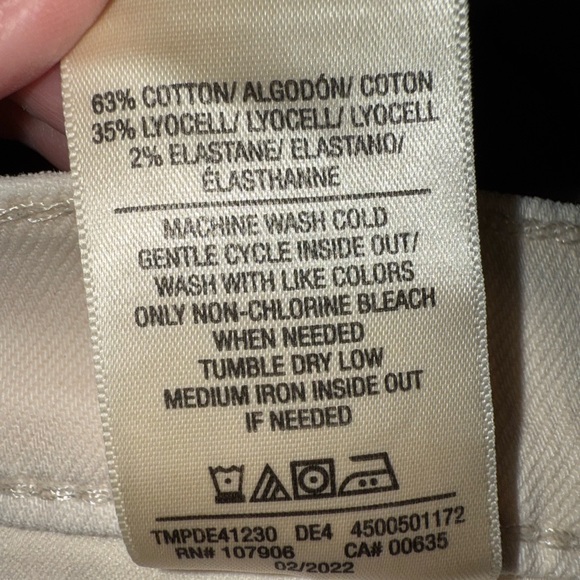 63% COTTON/ ALGODÓN/ COTON
35% LYOCELL/ LYOCELL/ LYOCELL
2% ELASTANE/ ELASTANO/
ÉLASTHANNE
MACHINE WASH COLD
GENTLE CYCLE INSIDE OUT/
WASH WITH LIKE COLORS
ONLY NON-CHLORINE BLEACH
WHEN NEEDED
TUMBLE DRY LOW
MEDIUM IRON INSIDE OUT
IF NEEDED
TMPDE41230 DE4 4500501172
RN# 107906 CA# 00635
02/2022